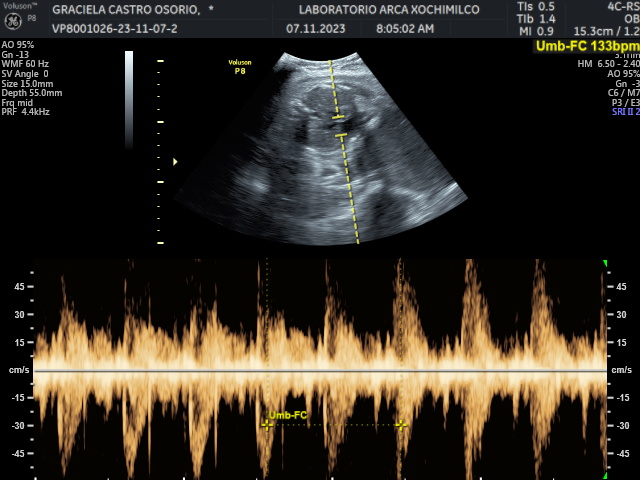 Voluson™
P8
GRACIELA CASTRO OSORIO, *
LABORATORIO ARCA XOCHIMILCO
TIs 0.5
4C-RS
Tib 1.4
OB
VP8001026-23-11-07-2
07.11.2023
8:05:02 AM
MI 0.9
15.3cm / 1.2
Umb-FC 133bpm
AO 95%
Gn -13
WMF 60 Hz
SV Angle 0
Size 15.0mm
Depth 55.0mm
Frq mid
PRF 4.4kHz
Voluson
P8
HM 6.50 - 2.40
AO 95%
Gn -3
C6 / M7
P3 / E3
SRI II 2
45
30
15
cm/s
-15
-30
-45
Umb-FC
45
30
15
cm/s
-15
-30
-45